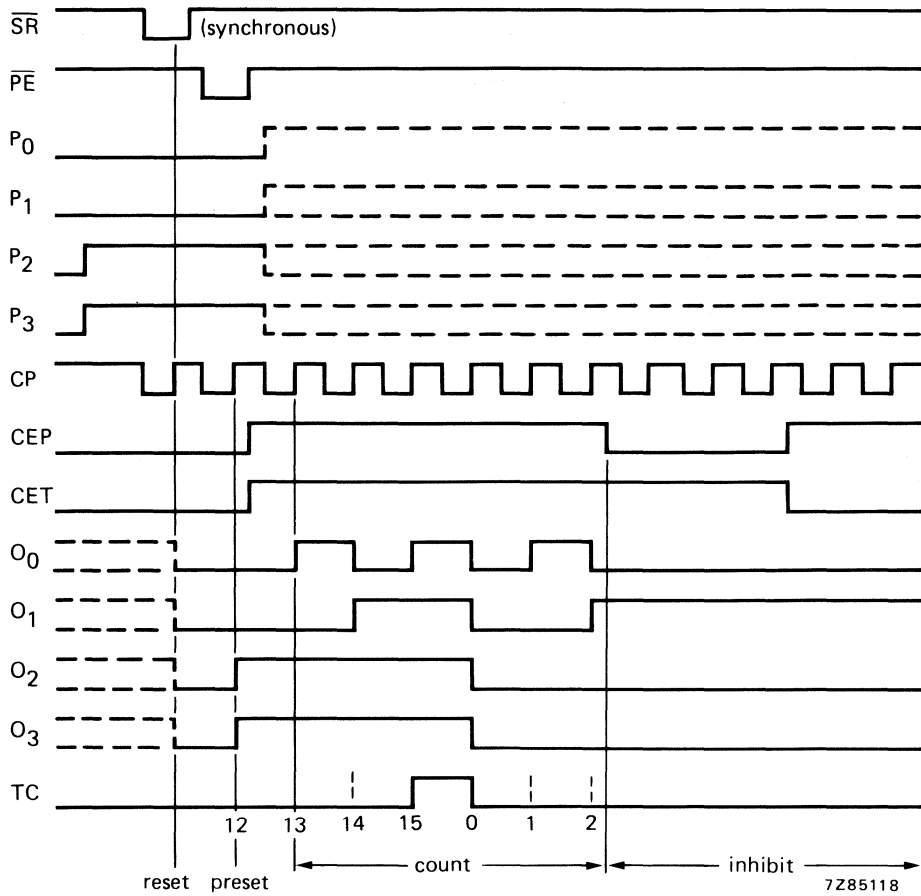 SR (synchronous)
PE
P0
P1
P2
P3
CP
CEP
CET
O0
O1
O2
O3
TC
12 13 14 15 0 1 2
reset preset count inhibit
7Z85118